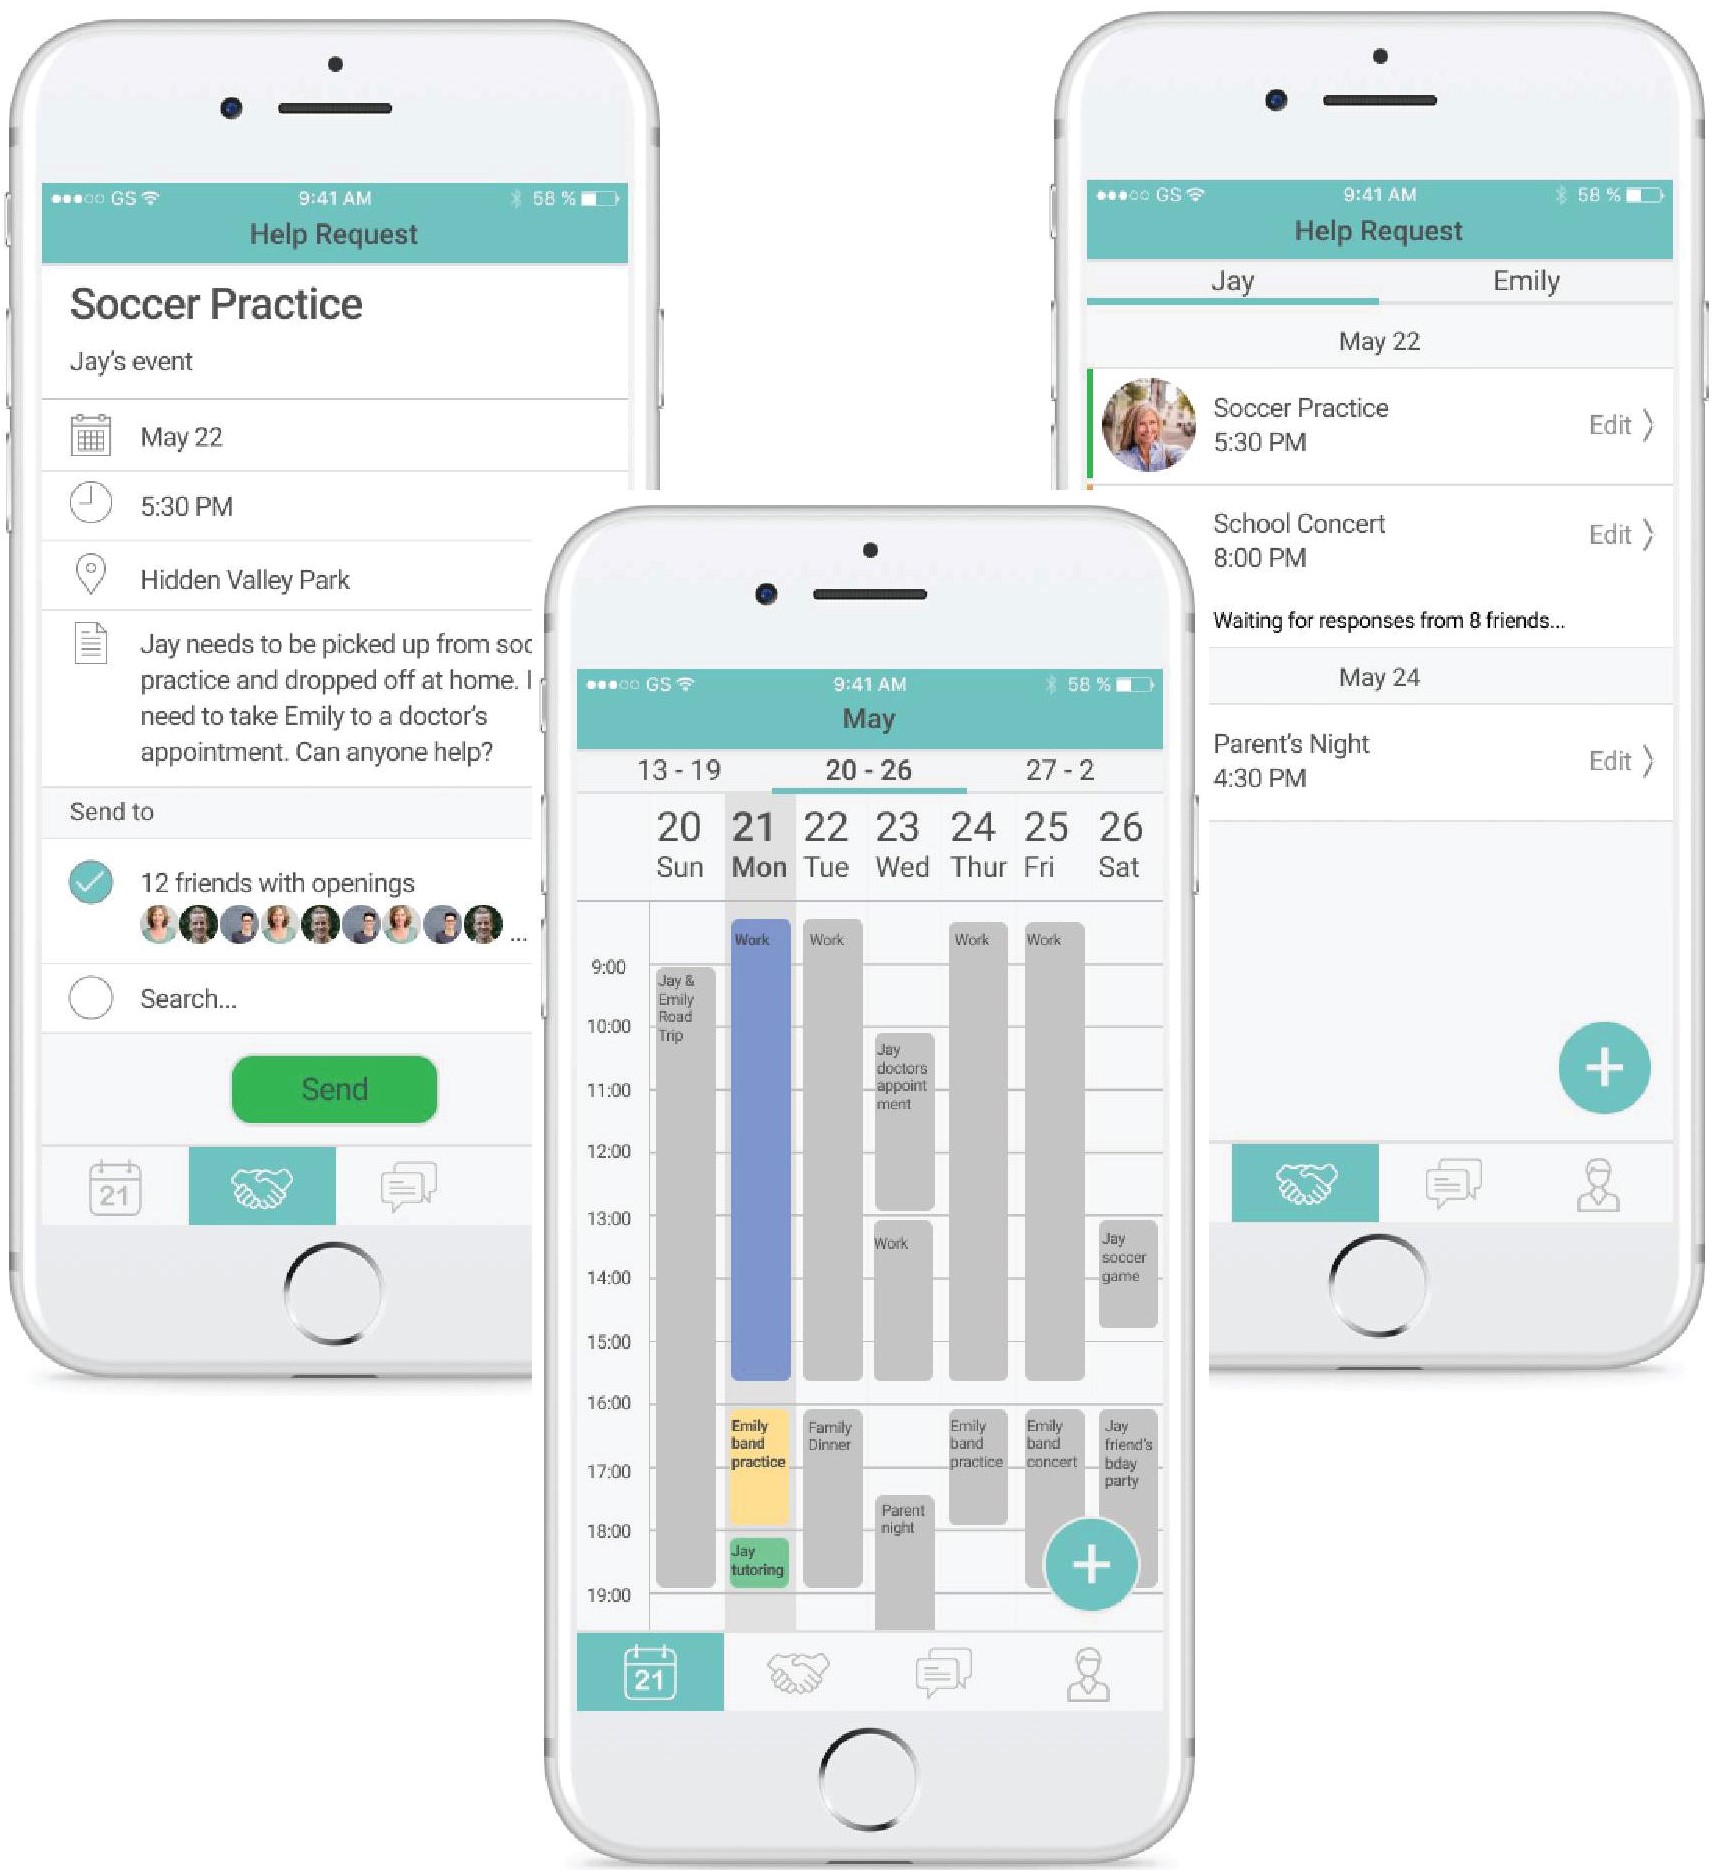 GS
9:41 AM
58 %
Help Request
Soccer Practice
Jay's event
May 22
5:30 PM
Hidden Valley Park
Jay needs to be picked up from soc
practice and dropped off at home. I
need to take Emily to a doctor's
appointment. Can anyone help?
Send to
12 friends with openings
...
Search...
Send
21
GS
9:41 AM
58 %
May
13 - 19
20 - 26
27 - 2
20
Sun
21
Mon
22
Tue
23
Wed
24
Thur
25
Fri
26
Sat
9:00
10:00
11:00
12:00
13:00
14:00
15:00
16:00
17:00
18:00
19:00
Jay &
Emily
Road
Trip
Work
Emily
band
practice
Jay
tutoring
Work
Family
Dinner
Jay
doctors
appoint
ment
Work
Parent
night
Work
Emily
band
practice
Work
Emily
band
concert
Jay
soccer
game
Jay
friend's
bday
party
+
21
GS
9:41 AM
58 %
Help Request
Jay
Emily
May 22
Soccer Practice
5:30 PM
Edit
School Concert
8:00 PM
Edit
Waiting for responses from 8 friends...
May 24
Parent's Night
4:30 PM
Edit
+